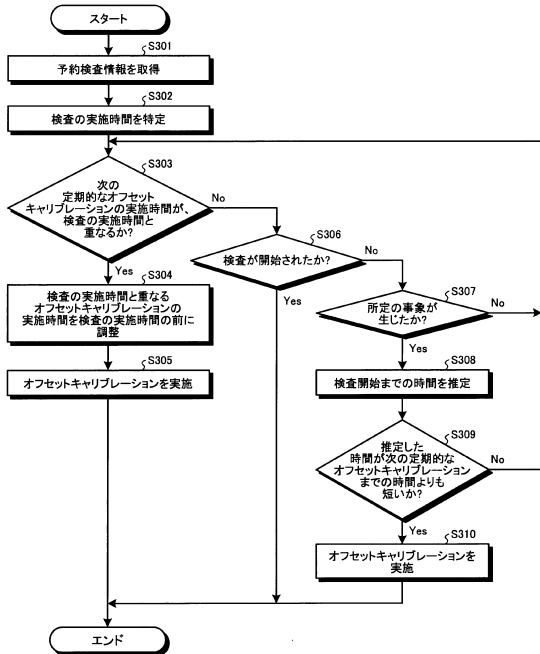 スタート
S301
予約検査情報を取得
S302
検査の実施時間を特定
S303
次の
定期的なオフセット
キャリブレーションの実施時間が、
検査の実施時間と
重なるか?
No
Yes
S304
検査の実施時間と重なる
オフセットキャリブレーションの
実施時間を検査の実施時間の前に
調整
S305
オフセットキャリブレーションを実施
S306
検査が開始されたか?
No
Yes
S307
所定の事象が
生じたか?
No
Yes
S308
検査開始までの時間を推定
S309
推定した
時間が次の定期的な
オフセットキャリブレーション
までの時間よりも
短いか?
No
Yes
S310
オフセットキャリブレーションを
実施
エンド